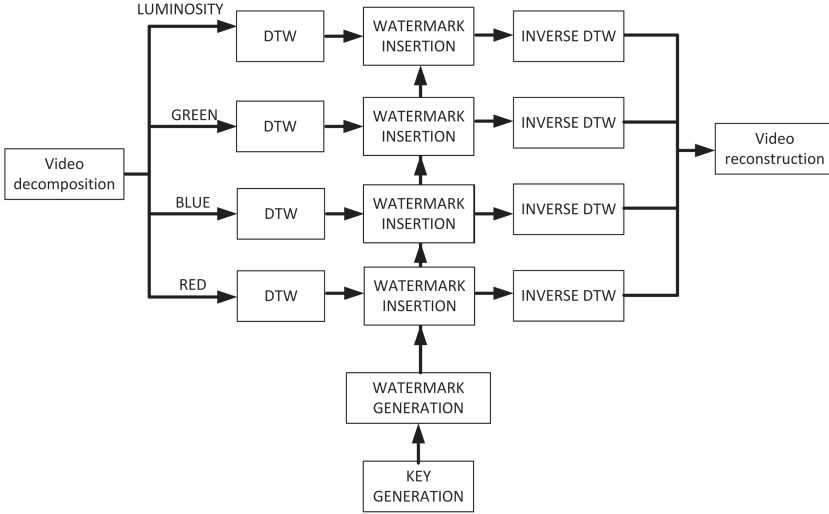 LUMINOSITY
DTW
WATERMARK
INSERTION
INVERSE DTW
GREEN
DTW
WATERMARK
INSERTION
INVERSE DTW
Video
decomposition
Video
reconstruction
BLUE
DTW
WATERMARK
INSERTION
INVERSE DTW
RED
DTW
WATERMARK
INSERTION
INVERSE DTW
WATERMARK
GENERATION
KEY
GENERATION